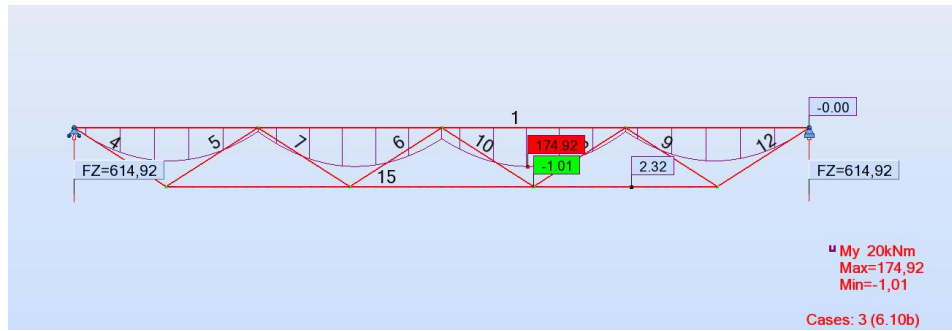 -0.00
1
4
5
7
6
10
174.92
9
12
FZ=614,92
-1.01
2.32
FZ=614,92
15
My 20kNm
Max=174,92
Min=-1,01
Cases: 3 (6.10b)